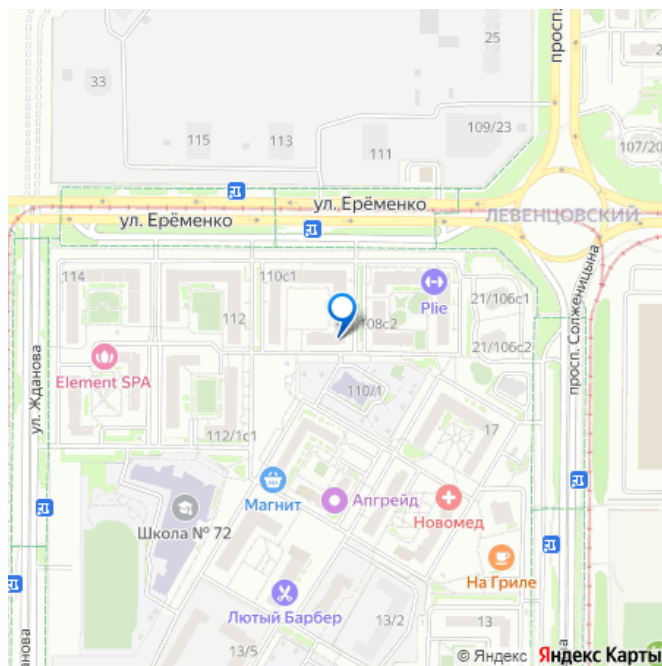 просп.
25
33
2
115
113
109/23
111
107/20
ул. Ерёменко
ул. Ерёменко
ЛЕВЕНЦОВСКИЙ
114
110с1
Plie
21/106с1
112
108с2
просп. Солженицына
21/106с2
Element SPA
ул. Жданова
110/1
17
112/1с1
Магнит
Апгрейд
Новомед
Школа № 72
На Гриле
Лютый Барбер
13/2
13
13/5
© Яндекс Яндекс Карты